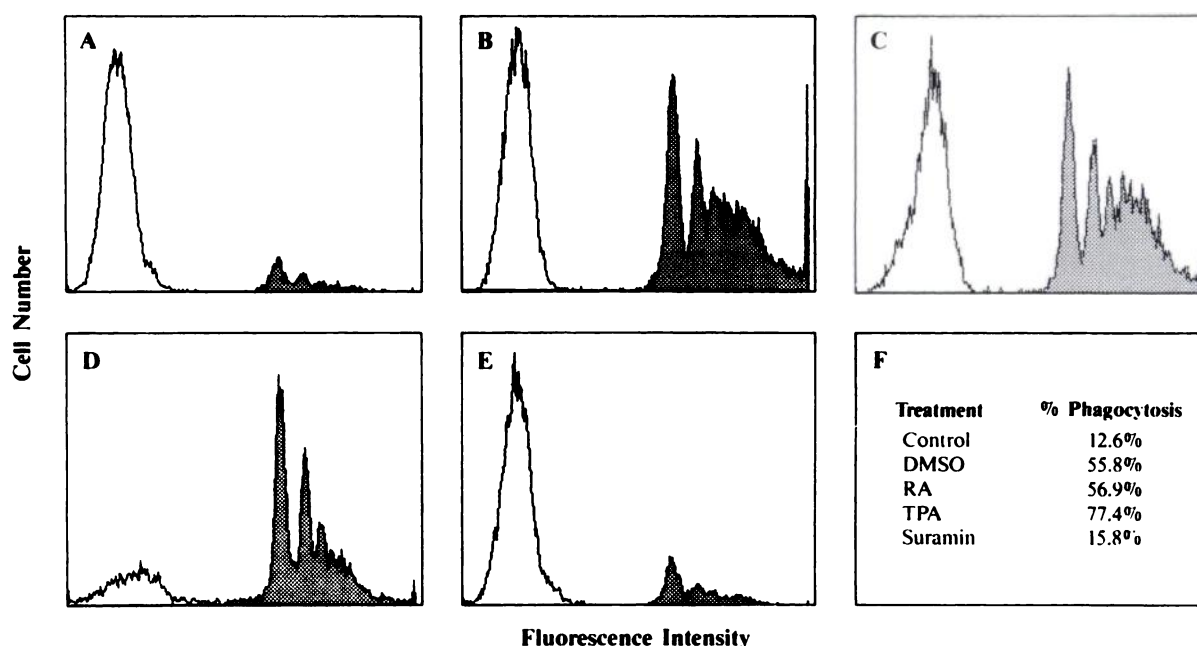 A
B
C
Cell Number
D
E
F
Treatment % Phagocytosis
Control 12.6%
DMSO 55.8%
RA 56.9%
TPA 77.4%
Suramin 15.8%
Fluorescence Intensity